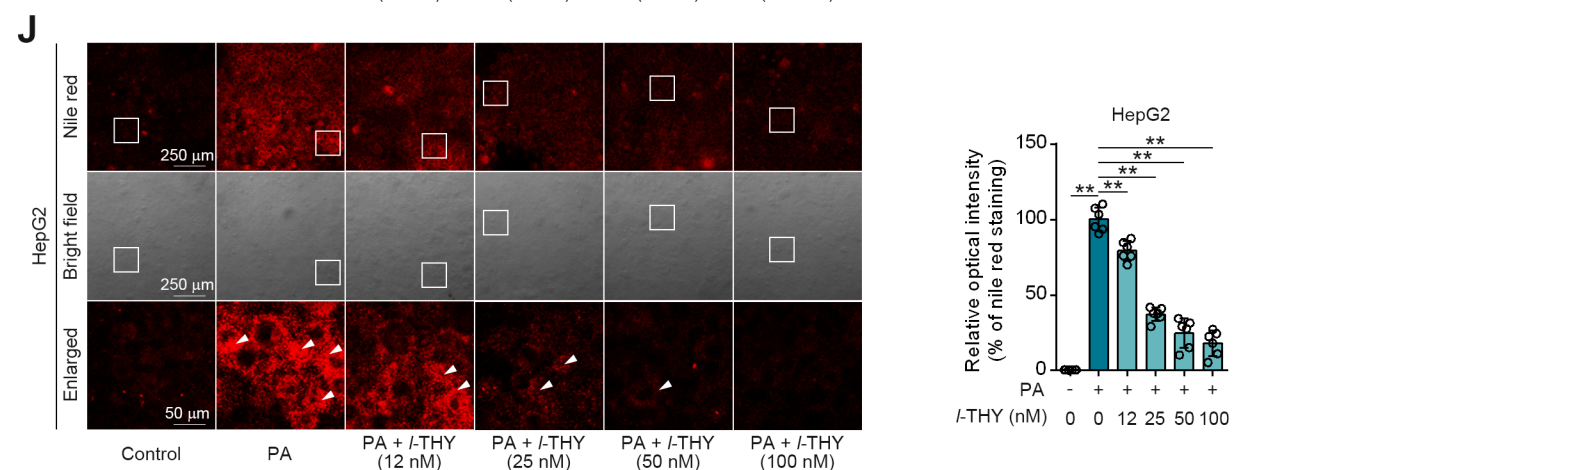 J
HepG2
Nile red
250 μm
Bright field
250 μm
Enlarged
50 μm
Control
PA
PA + l-THY
(12 nM)
PA + l-THY
(25 nM)
PA + l-THY
(50 nM)
PA + l-THY
(100 nM)
HepG2
Relative optical intensity
(% of nile red staining)
150
100
50
0
**
**
**
**
**
PA - + + + + +
l-THY (nM) 0 0 12 25 50 100